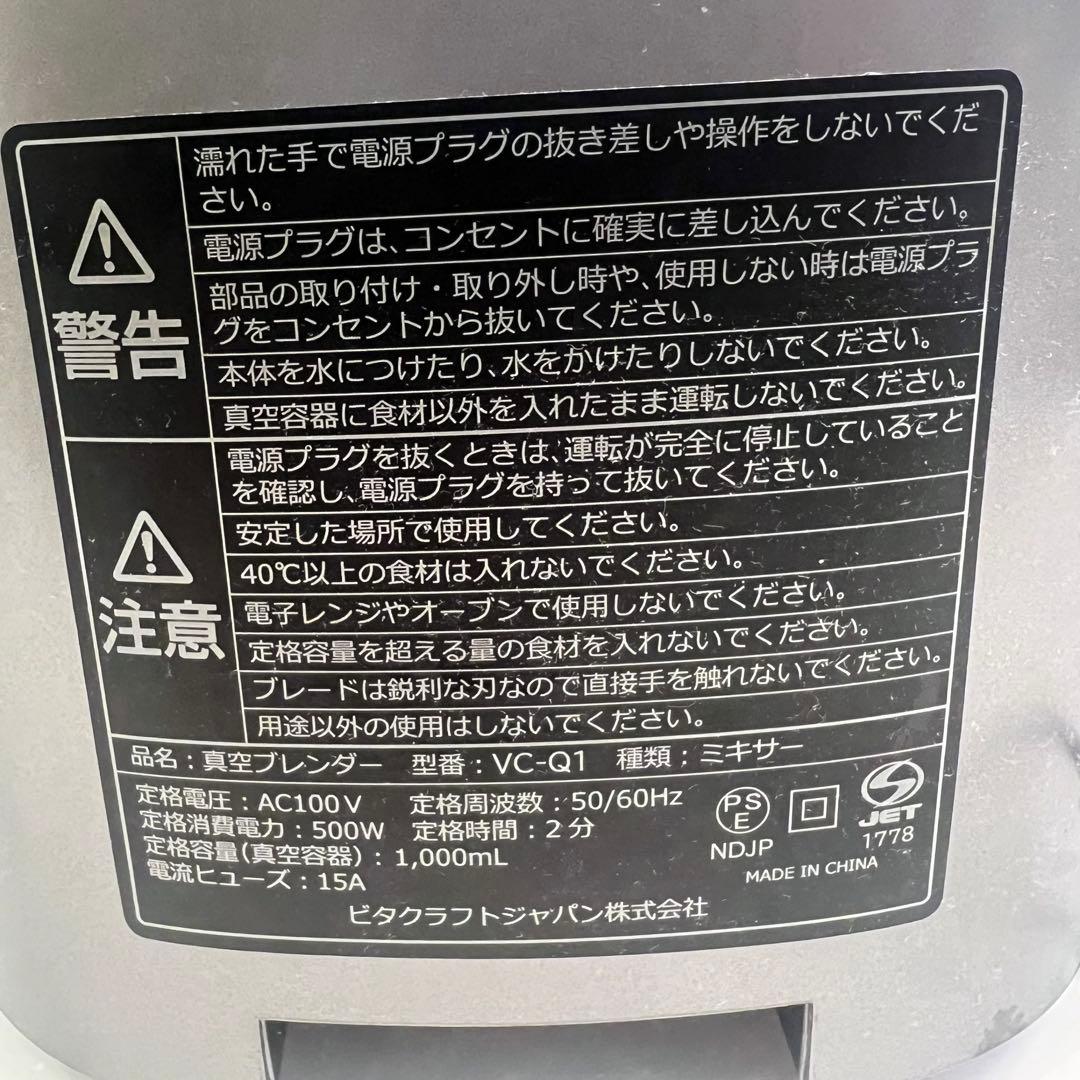 警告
濡れた手で電源プラグの抜き差しや操作をしないでくだ
さい。
電源プラグは、コンセントに確実に差し込んでください。
部品の取り付け・取り外し時や、使用しない時は電源プラ
グをコンセントから抜いてください。
本体を水につけたり、水をかけたりしないでください。
真空容器に食材以外を入れたまま運転しないでください。
注意
電源プラグを抜くときは、運転が完全に停止していること
を確認し、電源プラグを持って抜いてください。
安定した場所で使用してください。
40℃以上の食材は入れないでください。
電子レンジやオーブンで使用しないでください。
定格容量を超える量の食材を入れないでください。
ブレードは鋭利な刃なので直接手を触れないでください。
用途以外の使用はしないでください。
品名：真空ブレンダー 型番：VC-Q1 種類：ミキサー
定格電圧：AC100V 定格周波数：50/60Hz
定格消費電力：500W 定格時間：2分
定格容量(真空容器)：1,000mL
電流ヒューズ：15A
PS
E
NDJP
JET
1778
MADE IN CHINA
ビタクラフトジャパン株式会社